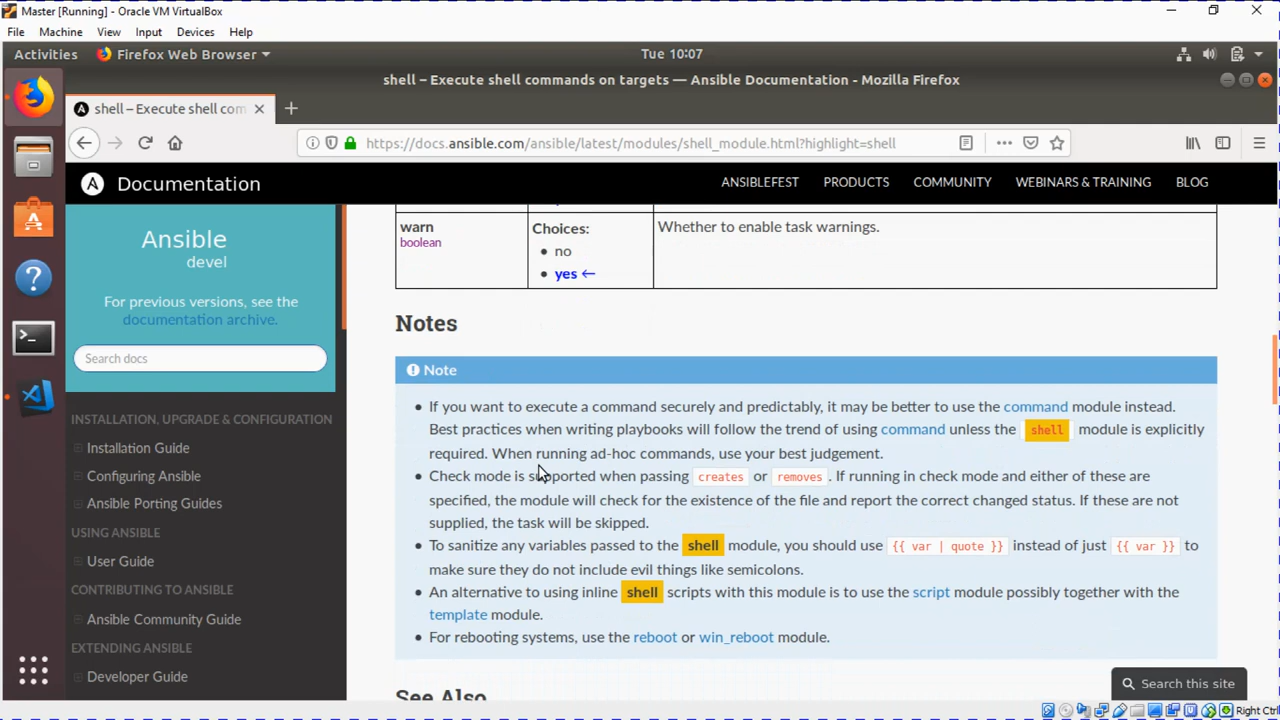 Master [Running] - Oracle VM VirtualBox
File Machine View Input Devices Help
Activities Firefox Web Browser Tue 10:07
shell – Execute shell commands on targets — Ansible Documentation - Mozilla Firefox
shell – Execute shell com
https://docs.ansible.com/ansible/latest/modules/shell_module.html?highlight=shell
Documentation ANSIBLEFEST PRODUCTS COMMUNITY WEBINARS & TRAINING BLOG
Ansible
devel
For previous versions, see the
documentation archive.
Search docs
INSTALLATION, UPGRADE & CONFIGURATION
Installation Guide
Configuring Ansible
Ansible Porting Guides
USING ANSIBLE
User Guide
CONTRIBUTING TO ANSIBLE
Ansible Community Guide
EXTENDING ANSIBLE
Developer Guide
warn
boolean
Choices:
no
yes ←
Whether to enable task warnings.
Notes
Note
If you want to execute a command securely and predictably, it may be better to use the command module instead.
Best practices when writing playbooks will follow the trend of using command unless the shell module is explicitly
required. When running ad-hoc commands, use your best judgement.
Check mode is supported when passing creates or removes . If running in check mode and either of these are
specified, the module will check for the existence of the file and report the correct changed status. If these are not
supplied, the task will be skipped.
To sanitize any variables passed to the shell module, you should use {{ var | quote }} instead of just {{ var }} to
make sure they do not include evil things like semicolons.
An alternative to using inline shell scripts with this module is to use the script module possibly together with the
template module.
For rebooting systems, use the reboot or win_reboot module.
See Also
Search this site
Right Ctrl